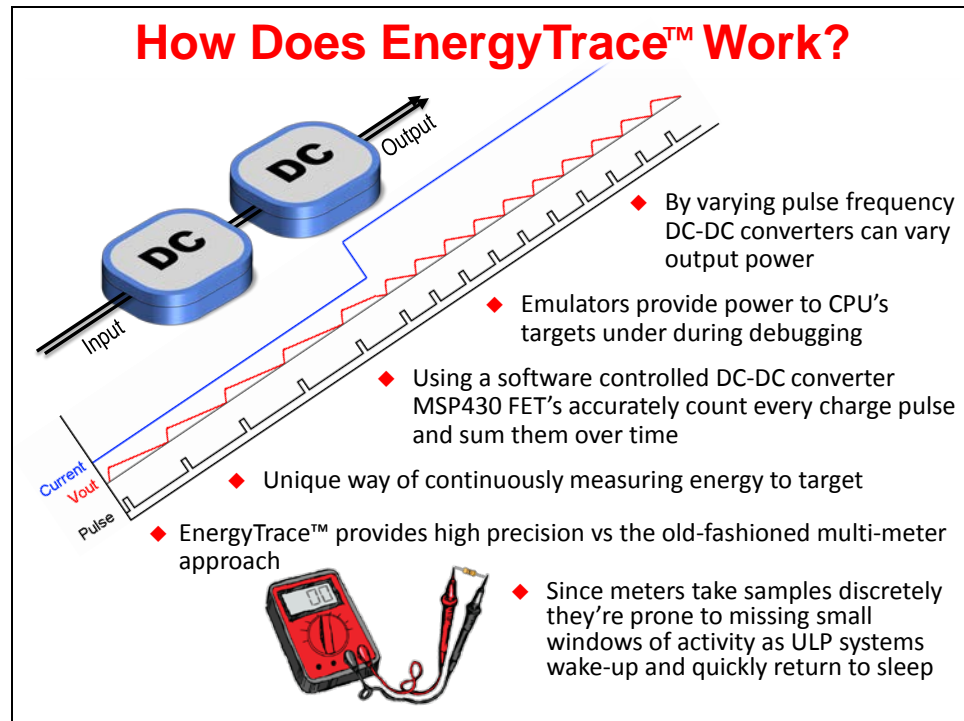 How Does EnergyTrace™ Work?
DC
DC
Input
Output
Current
Vout
Pulse
By varying pulse frequency
DC-DC converters can vary
output power
Emulators provide power to CPU's
targets under during debugging
Using a software controlled DC-DC converter
MSP430 FET's accurately count every charge pulse
and sum them over time
Unique way of continuously measuring energy to target
EnergyTrace™ provides high precision vs the old-fashioned multi-meter
approach
Since meters take samples discretely
they're prone to missing small
windows of activity as ULP systems
wake-up and quickly return to sleep
00